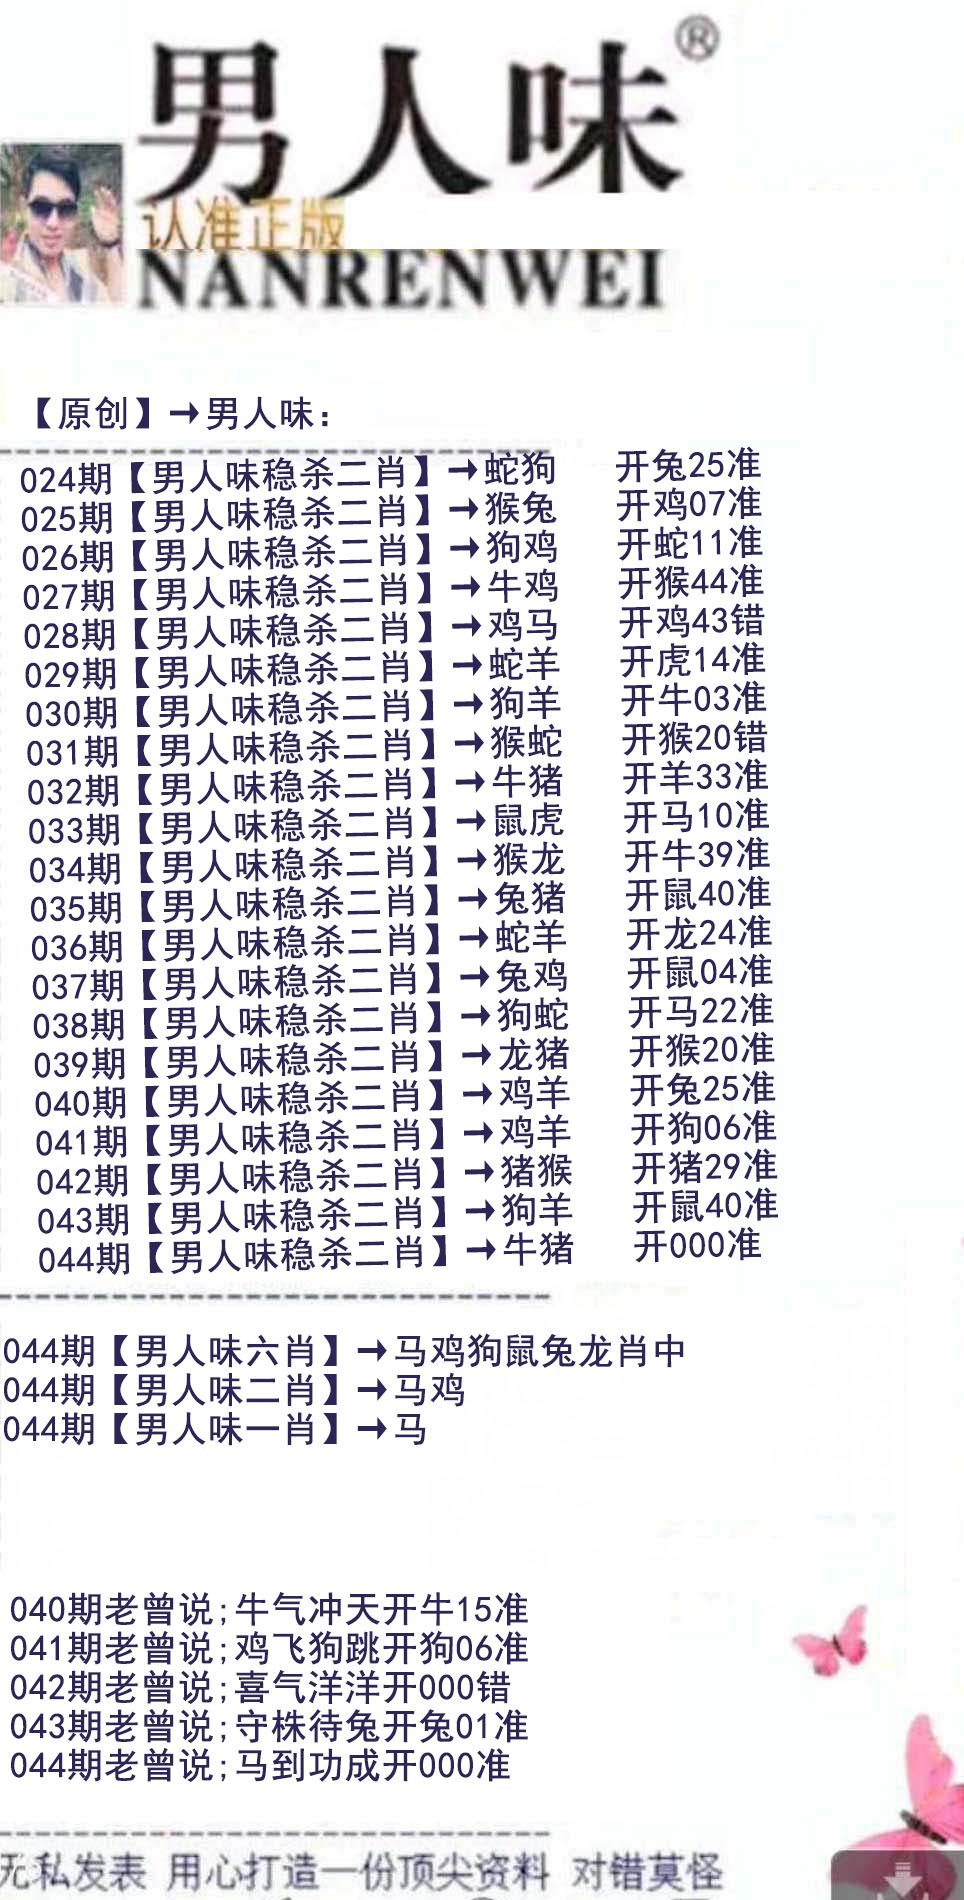 男人味®
认准正版
NANRENWEI
【原创】→男人味:
024期【男人味稳杀二肖】→蛇狗 开兔25准
025期【男人味稳杀二肖】→猴兔 开鸡07准
026期【男人味稳杀二肖】→狗鸡 开蛇11准
027期【男人味稳杀二肖】→牛鸡 开猴44准
028期【男人味稳杀二肖】→鸡马 开鸡43错
029期【男人味稳杀二肖】→蛇羊 开虎14准
030期【男人味稳杀二肖】→狗羊 开牛03准
031期【男人味稳杀二肖】→猴蛇 开猴20错
032期【男人味稳杀二肖】→牛猪 开羊33准
033期【男人味稳杀二肖】→鼠虎 开马10准
034期【男人味稳杀二肖】→猴龙 开牛39准
035期【男人味稳杀二肖】→兔猪 开鼠40准
036期【男人味稳杀二肖】→蛇羊 开龙24准
037期【男人味稳杀二肖】→兔鸡 开鼠04准
038期【男人味稳杀二肖】→狗蛇 开马22准
039期【男人味稳杀二肖】→龙猪 开猴20准
040期【男人味稳杀二肖】→鸡羊 开兔25准
041期【男人味稳杀二肖】→鸡羊 开狗06准
042期【男人味稳杀二肖】→猪猴 开猪29准
043期【男人味稳杀二肖】→狗羊 开鼠40准
044期【男人味稳杀二肖】→牛猪 开000准
044期【男人味六肖】→马鸡狗鼠兔龙肖中
044期【男人味二肖】→马鸡
044期【男人味一肖】→马
040期老曾说;牛气冲天开牛15准
041期老曾说;鸡飞狗跳开狗06准
042期老曾说;喜气洋洋开000错
043期老曾说;守株待兔开兔01准
044期老曾说;马到功成开000准
无私发表 用心打造一份顶尖资料 对错莫怪